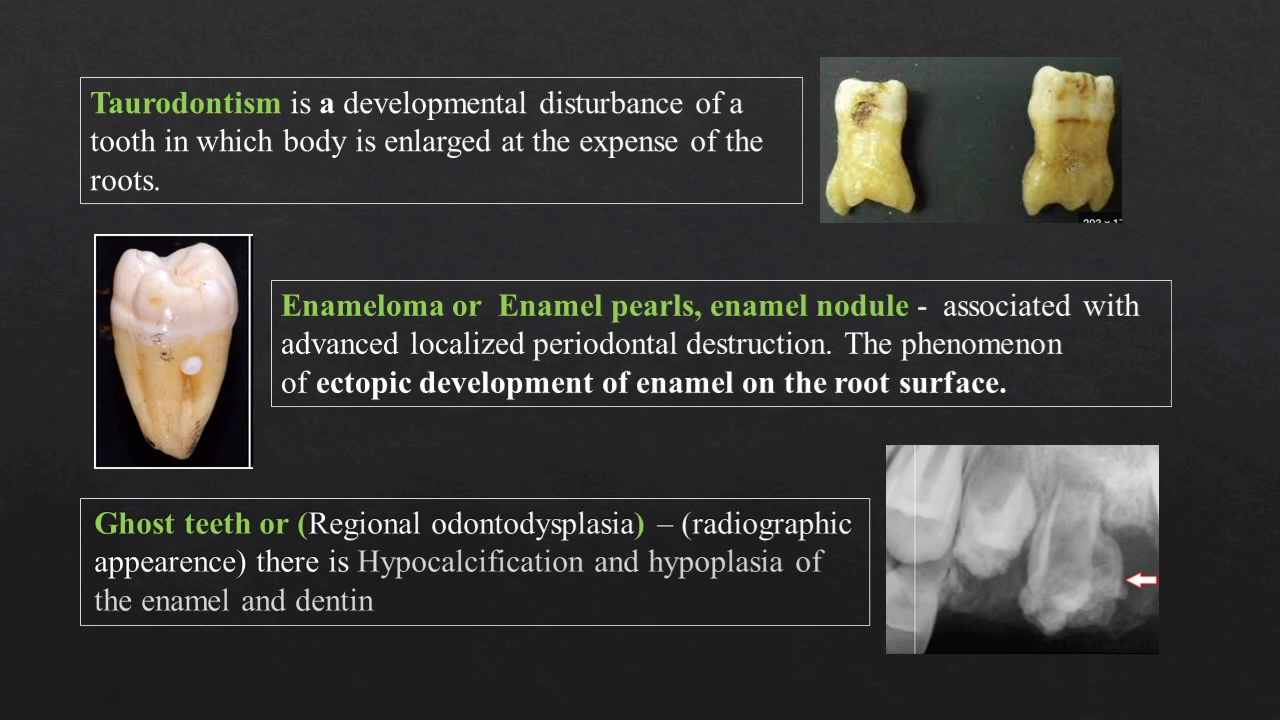 Taurodontism is a developmental disturbance of a
tooth in which body is enlarged at the expense of the
roots.
Enameloma or Enamel pearls, enamel nodule - associated with
advanced localized periodontal destruction. The phenomenon
of ectopic development of enamel on the root surface.
Ghost teeth or (Regional odontodysplasia) – (radiographic
appearence) there is Hypocalcification and hypoplasia of
the enamel and dentin